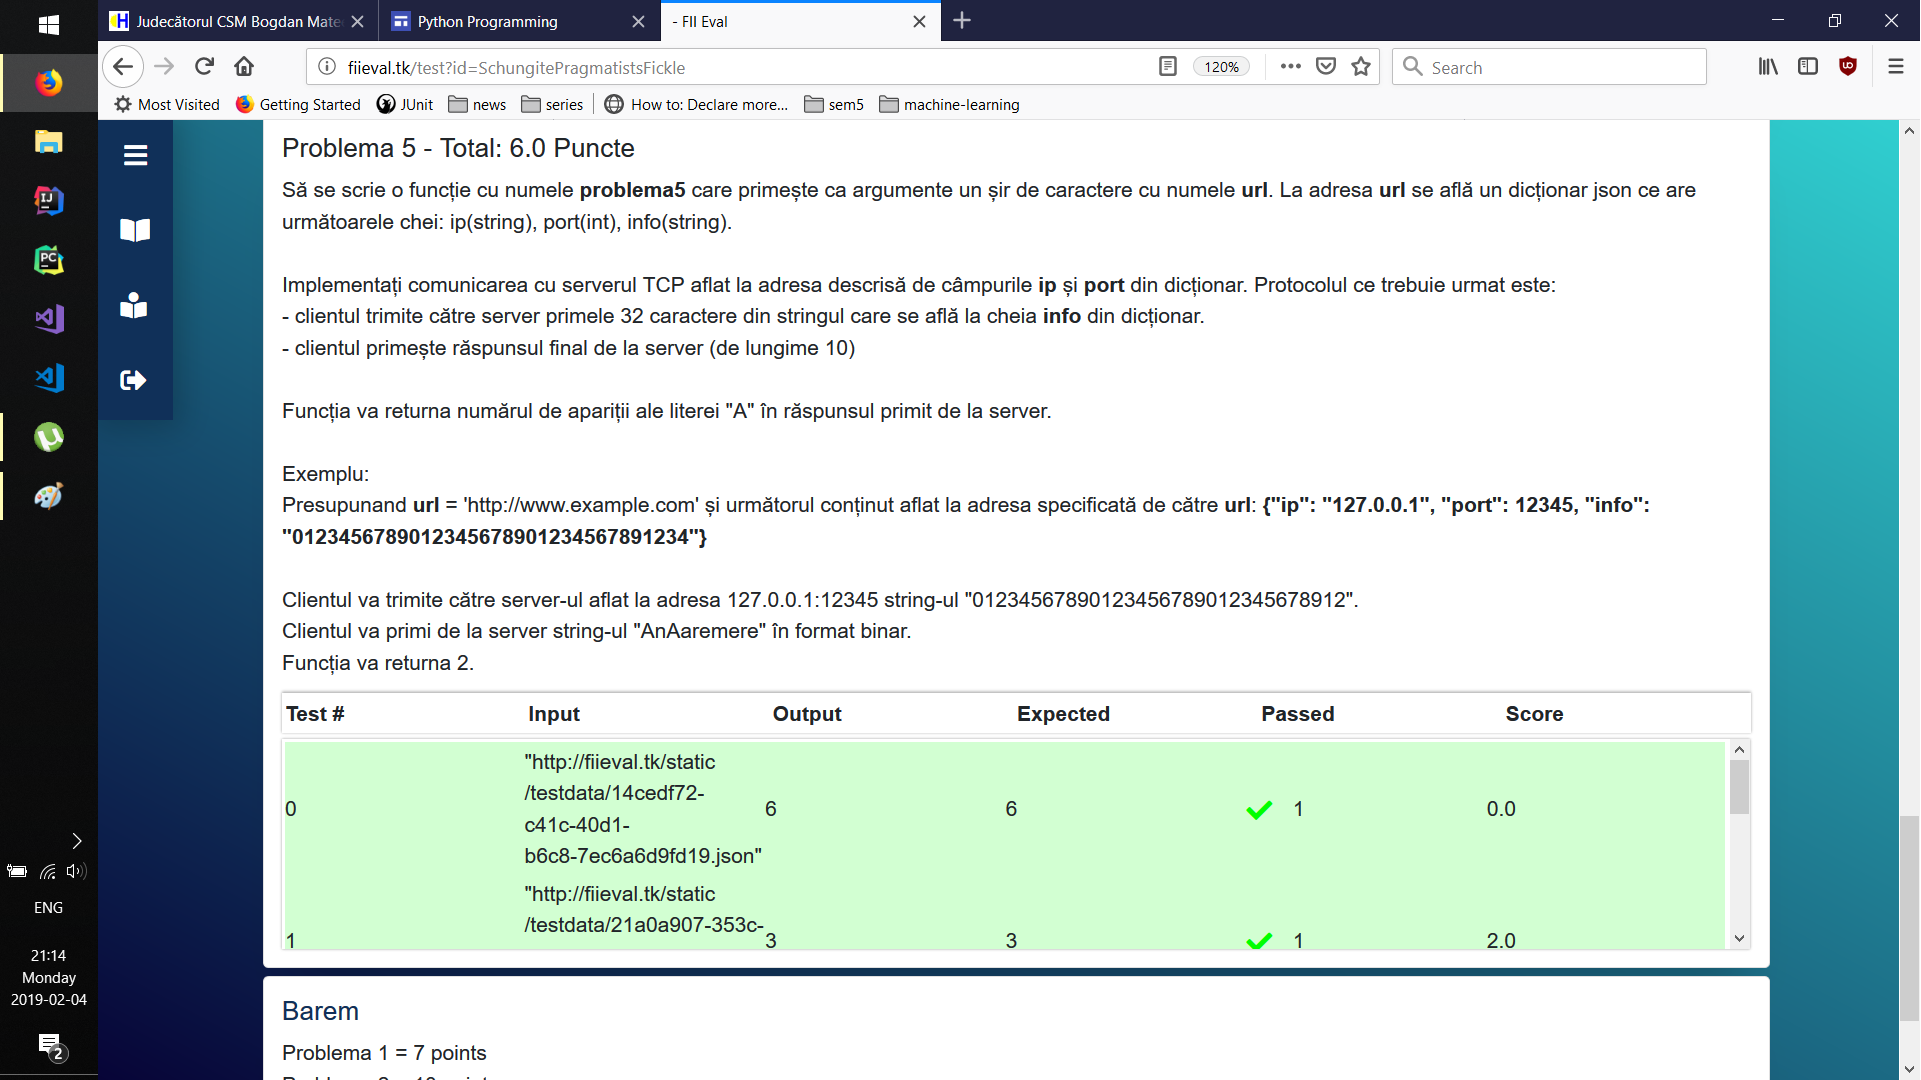 Judecătorul CSM Bogdan Mate
Python Programming
- FII Eval
fiieval.tk/test?id=SchungitePragmatistsFickle
120%
Search
Most Visited
Getting Started
JUnit
news
series
How to: Declare more...
sem5
machine-learning
Problema 5 - Total: 6.0 Puncte
Să se scrie o funcție cu numele problema5 care primește ca argumente un șir de caractere cu numele url. La adresa url se află un dicționar json ce are
următoarele chei: ip(string), port(int), info(string).
Implementați comunicarea cu serverul TCP aflat la adresa descrisă de câmpurile ip și port din dicționar. Protocolul ce trebuie urmat este:
- clientul trimite către server primele 32 caractere din stringul care se află la cheia info din dicționar.
- clientul primește răspunsul final de la server (de lungime 10)
Funcția va returna numărul de apariții ale literei "A" în răspunsul primit de la server.
Exemplu:
Presupunand url = 'http://www.example.com' și următorul conținut aflat la adresa specificată de către url: {"ip": "127.0.0.1", "port": 12345, "info":
"0123456789012345678901234567891234"}
Clientul va trimite către server-ul aflat la adresa 127.0.0.1:12345 string-ul "01234567890123456789012345678912".
Clientul va primi de la server string-ul "AnAaremere" în format binar.
Funcția va returna 2.
Test # Input Output Expected Passed Score
"http://fiieval.tk/static
/testdata/14cedf72-
c41c-40d1-
b6c8-7ec6a6d9fd19.json"
0 6 6 1 0.0
"http://fiieval.tk/static
/testdata/21a0a907-353c-
1 3 3 1 2.0
Barem
Problema 1 = 7 points
ENG
21:14
Monday
2019-02-04
2